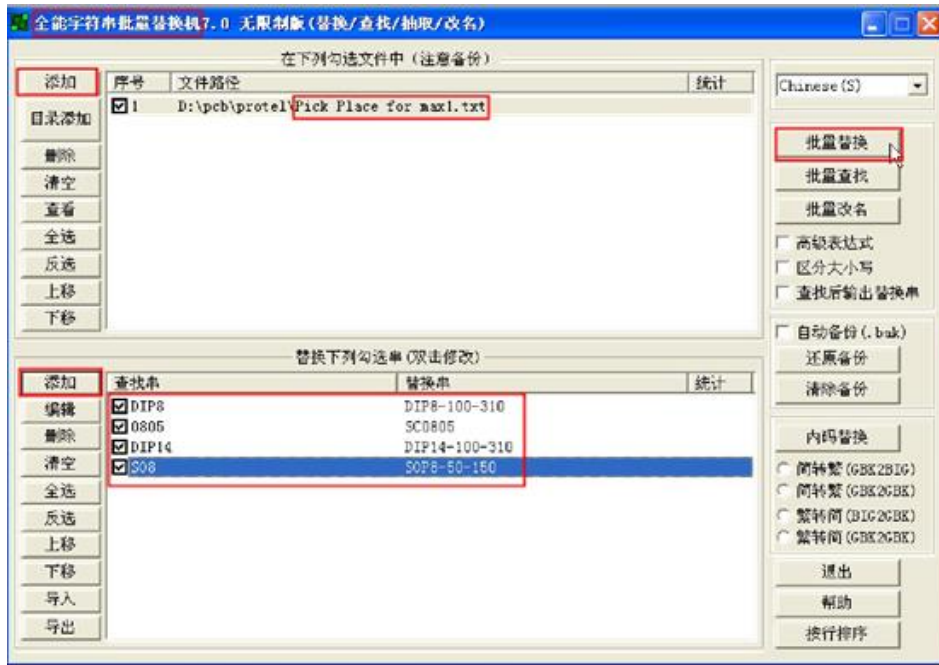 全能字符串批量替换机7.0 无限制版(替换/查找/抽取/改名)
在下列勾选文件中（注意备份）
添加
序号 文件路径 统计
1 D:\pcb\protel\Pick Place for max1.txt
目录添加
删除
清空
查看
全选
反选
上移
下移
Chinese(S)
批量替换
批量查找
批量改名
高级表达式
区分大小写
查找后输出替换串
自动备份(.bak)
还原备份
清除备份
替换下列勾选串(双击修改)
添加
查找串 替换串 统计
DIP8 DIP8-100-310
0805 SC0805
DIP14 DIP14-100-310
SO8 SOP8-50-150
编辑
删除
清空
全选
反选
上移
下移
导入
导出
内码替换
简转繁(GBK2BIG)
简转繁(GBK2GBK)
繁转简(BIG2GBK)
繁转简(GBK2GBK)
退出
帮助
按行排序